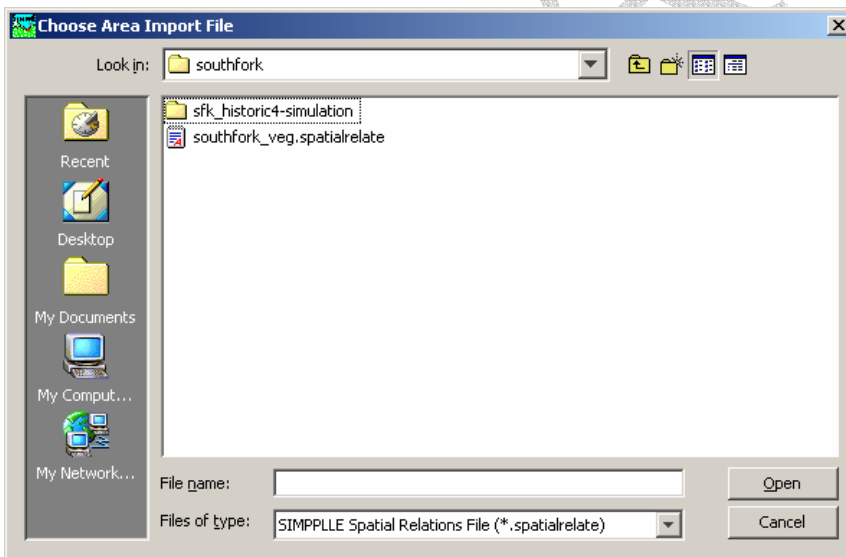 Choose Area Import File
Look in: southfork
sfk_historic4-simulation
southfork_veg.spatialrelate
Recent
Desktop
My Documents
My Comput...
My Network...
File name: Open
Files of type: SIMPPLLE Spatial Relations File (*.spatialrelate) Cancel